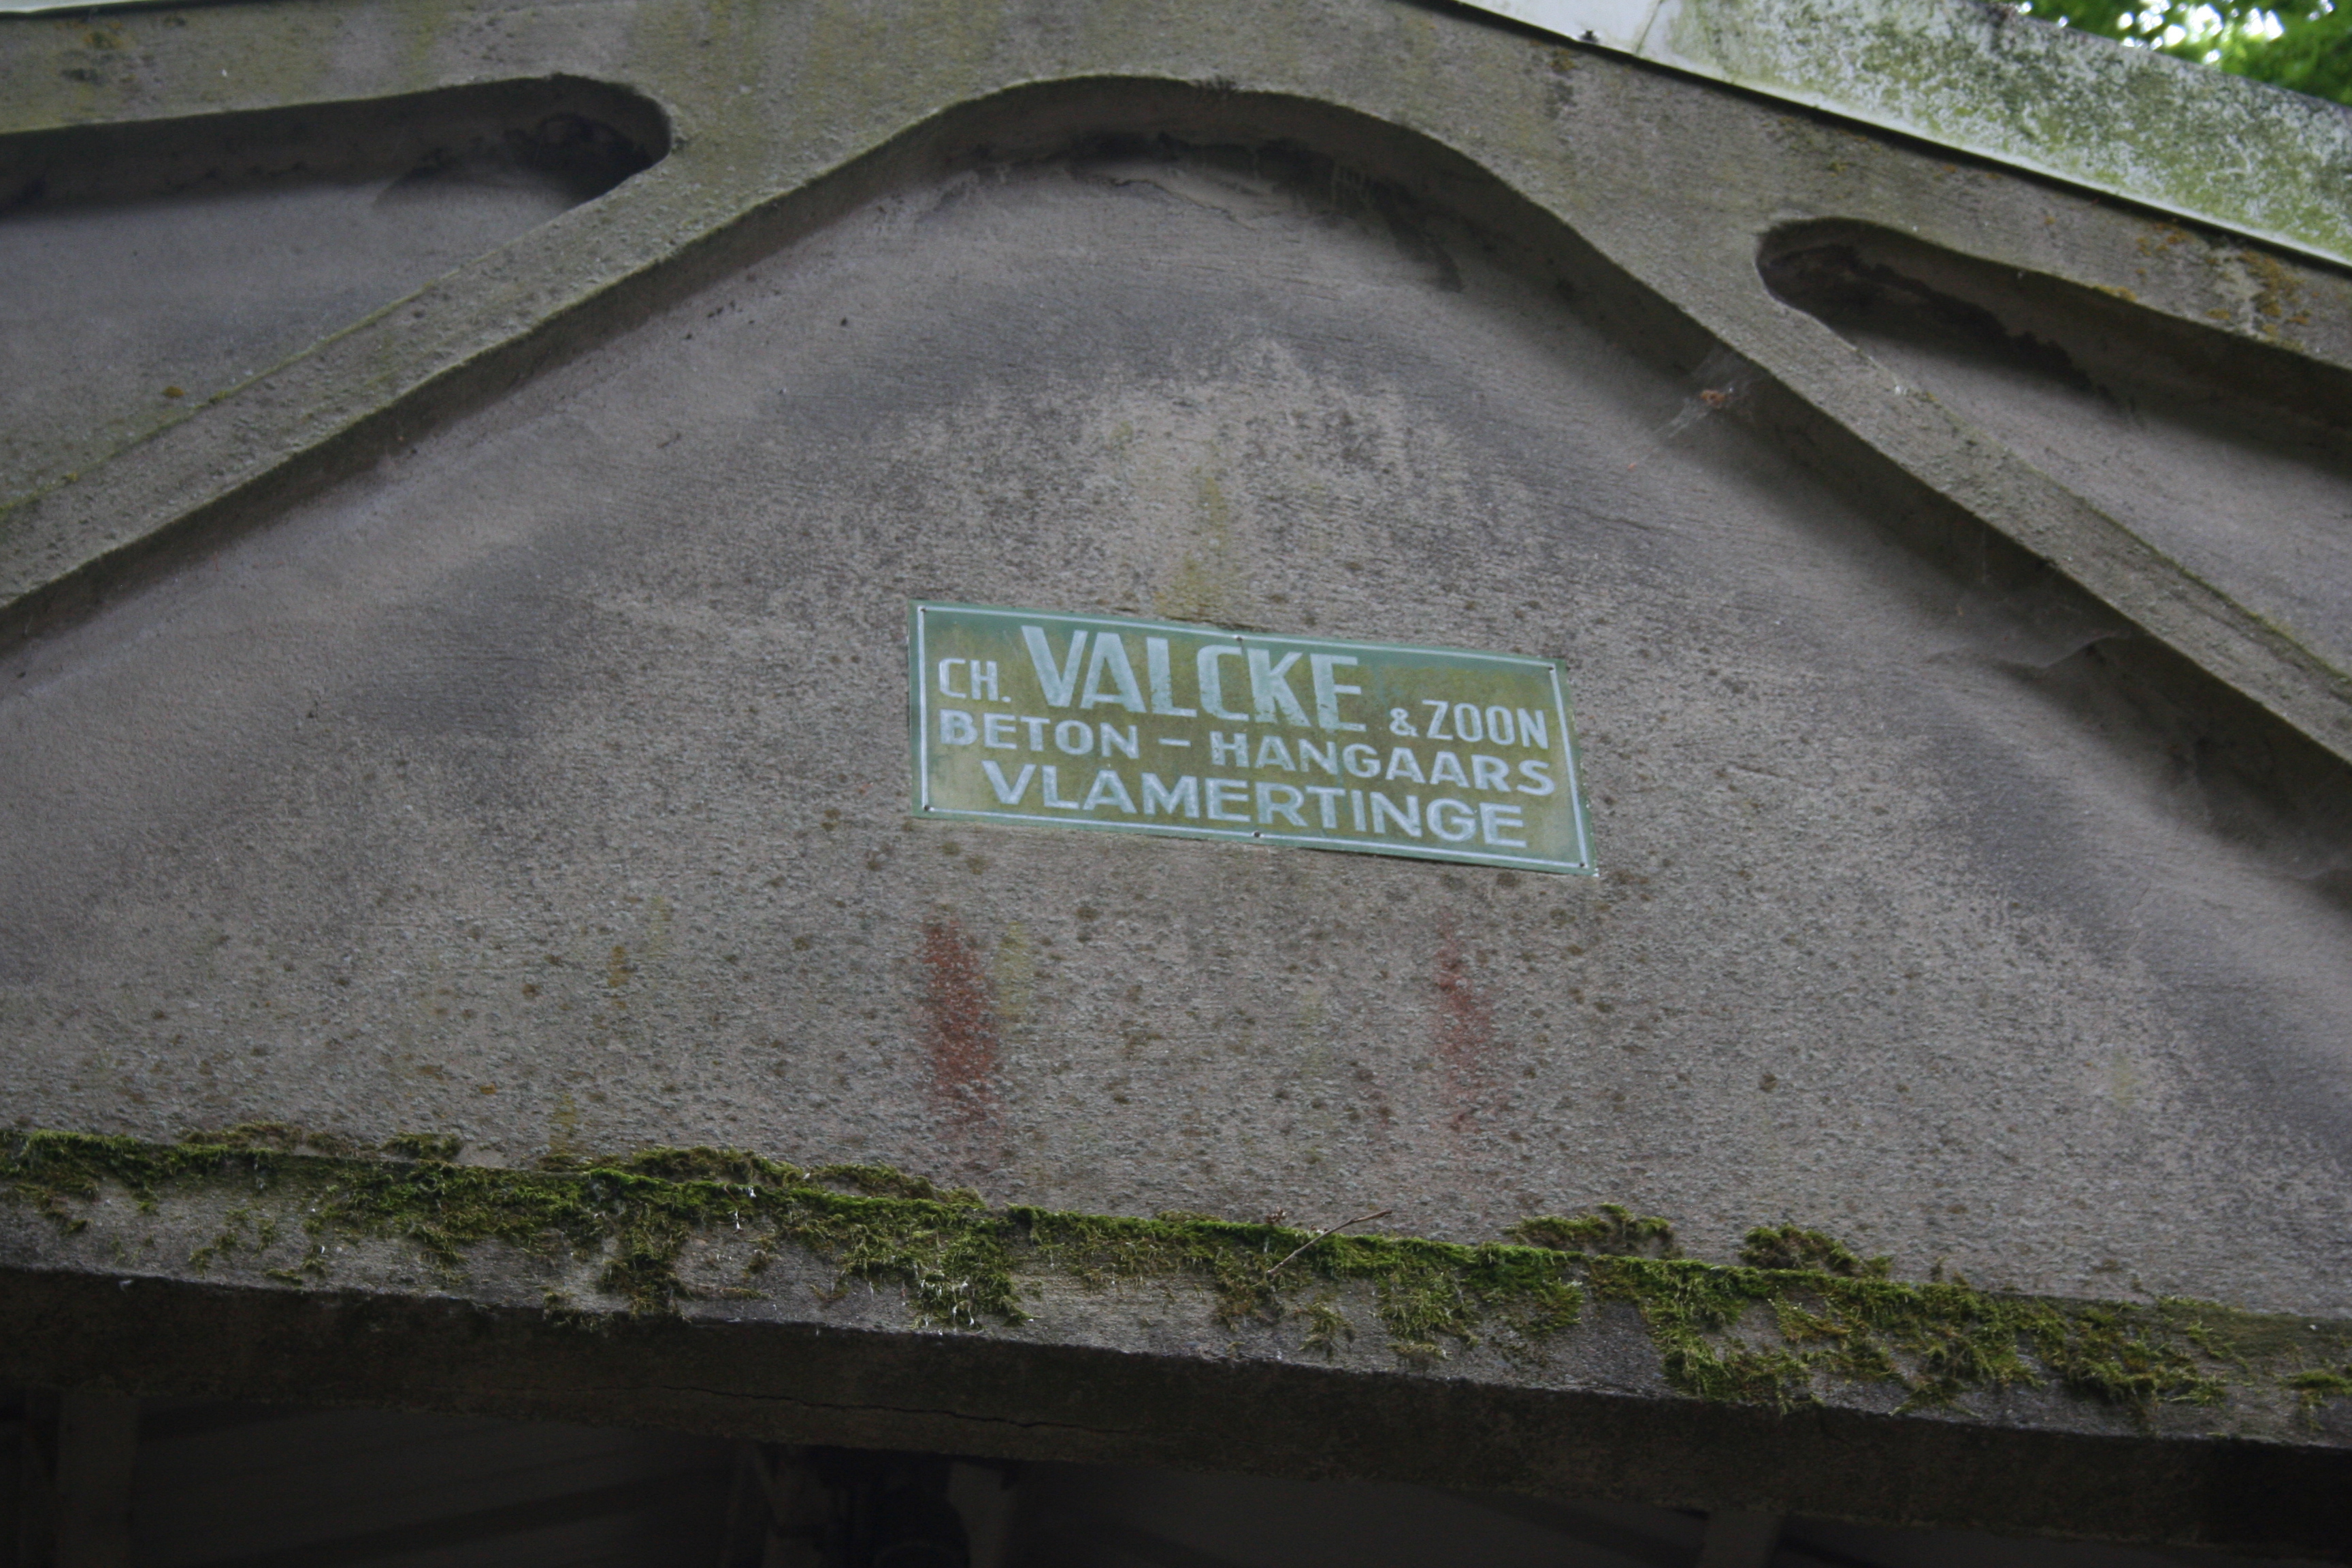 CH. VALCKE & ZOON
BETON - HANGAARS
VLAMERTINGE